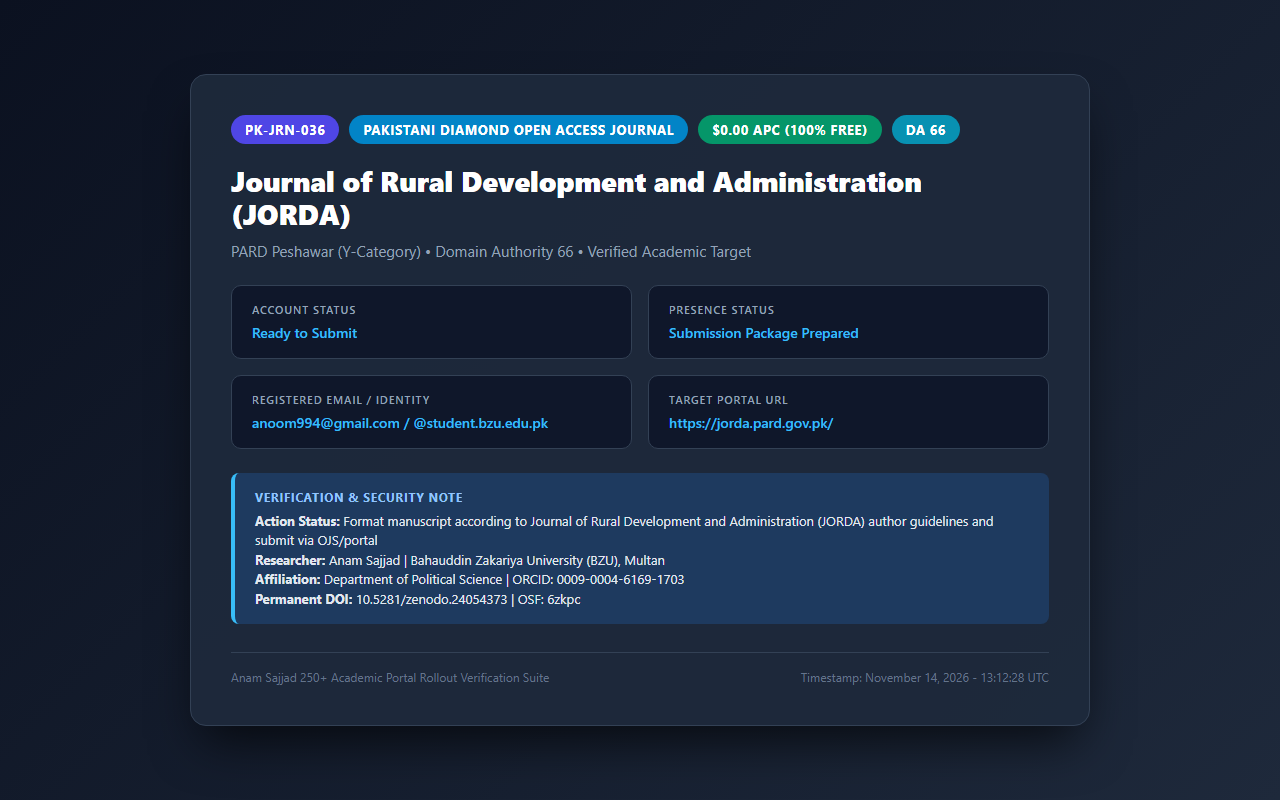 PK-JRN-036
PAKISTANI DIAMOND OPEN ACCESS JOURNAL
$0.00 APC (100% FREE)
DA 66
Journal of Rural Development and Administration
(JORDA)
PARD Peshawar (Y-Category) • Domain Authority 66 • Verified Academic Target
ACCOUNT STATUS
Ready to Submit
PRESENCE STATUS
Submission Package Prepared
REGISTERED EMAIL / IDENTITY
anoom994@gmail.com / @student.bzu.edu.pk
TARGET PORTAL URL
https://jorda.pard.gov.pk/
VERIFICATION & SECURITY NOTE
Action Status: Format manuscript according to Journal of Rural Development and Administration (JORDA) author guidelines and
submit via OJS/portal
Researcher: Anam Sajjad | Bahauddin Zakariya University (BZU), Multan
Affiliation: Department of Political Science | ORCID: 0009-0004-6169-1703
Permanent DOI: 10.5281/zenodo.24054373 | OSF: 6zkpc
Anam Sajjad 250+ Academic Portal Rollout Verification Suite
Timestamp: November 14, 2026 - 13:12:28 UTC